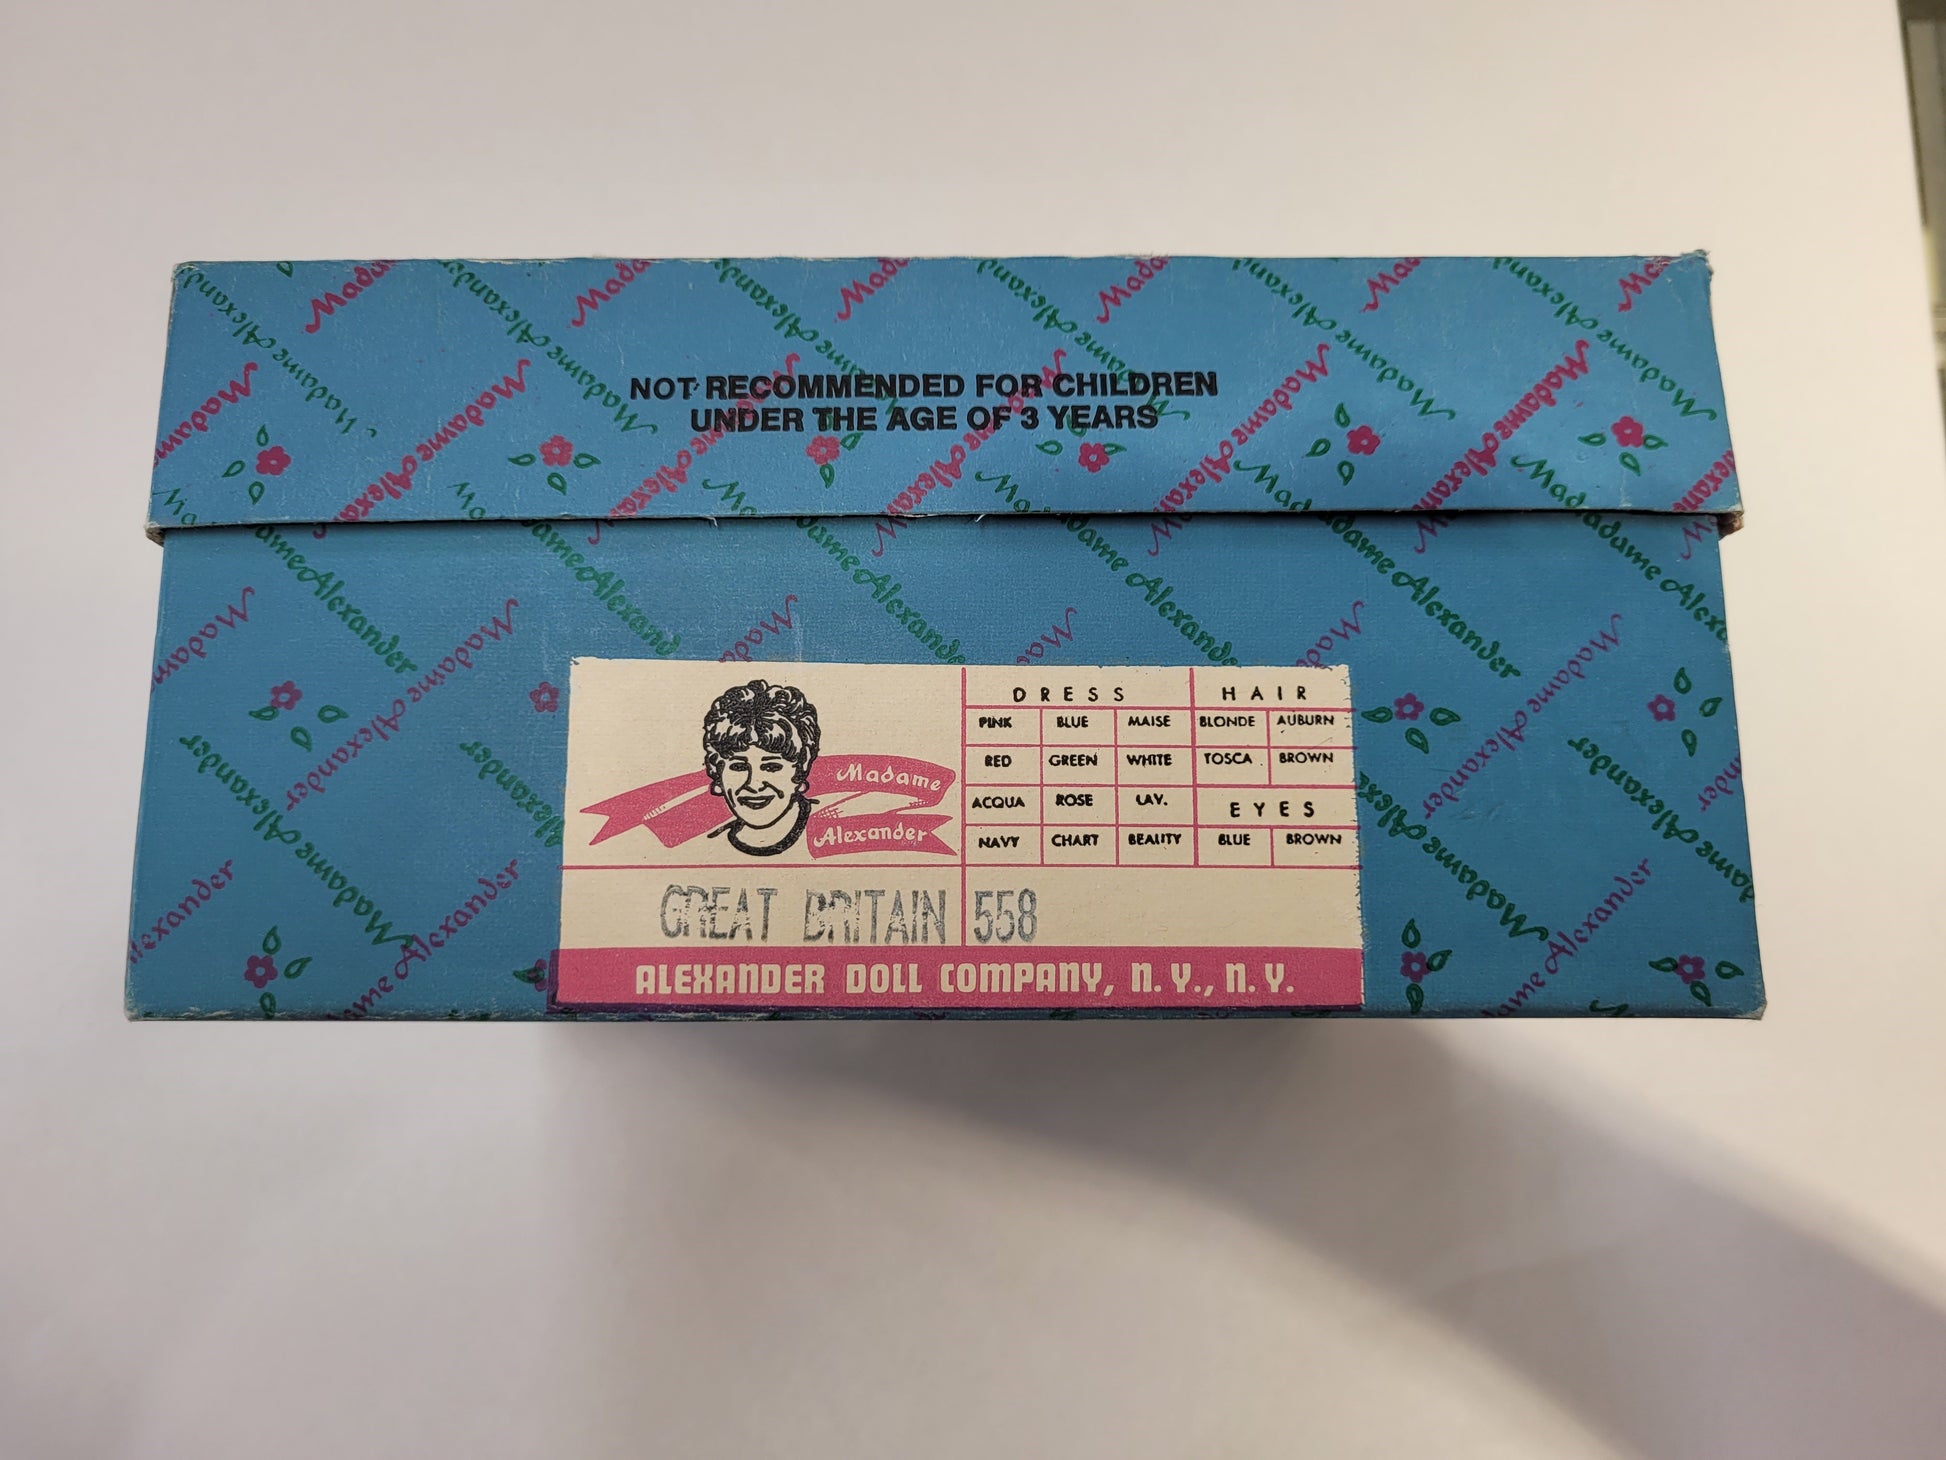 NOT RECOMMENDED FOR CHILDREN
UNDER THE AGE OF 3 YEARS
Madame Alexander
Madame
Alexander
DRESS HAIR
PINK BLUE MAISE BLONDE AUBURN
RED GREEN WHITE TOSCA BROWN
ACQUA ROSE LAV. EYES
NAVY CHART BEAUTY BLUE BROWN
GREAT BRITAIN 558
ALEXANDER DOLL COMPANY, N.Y., N.Y.